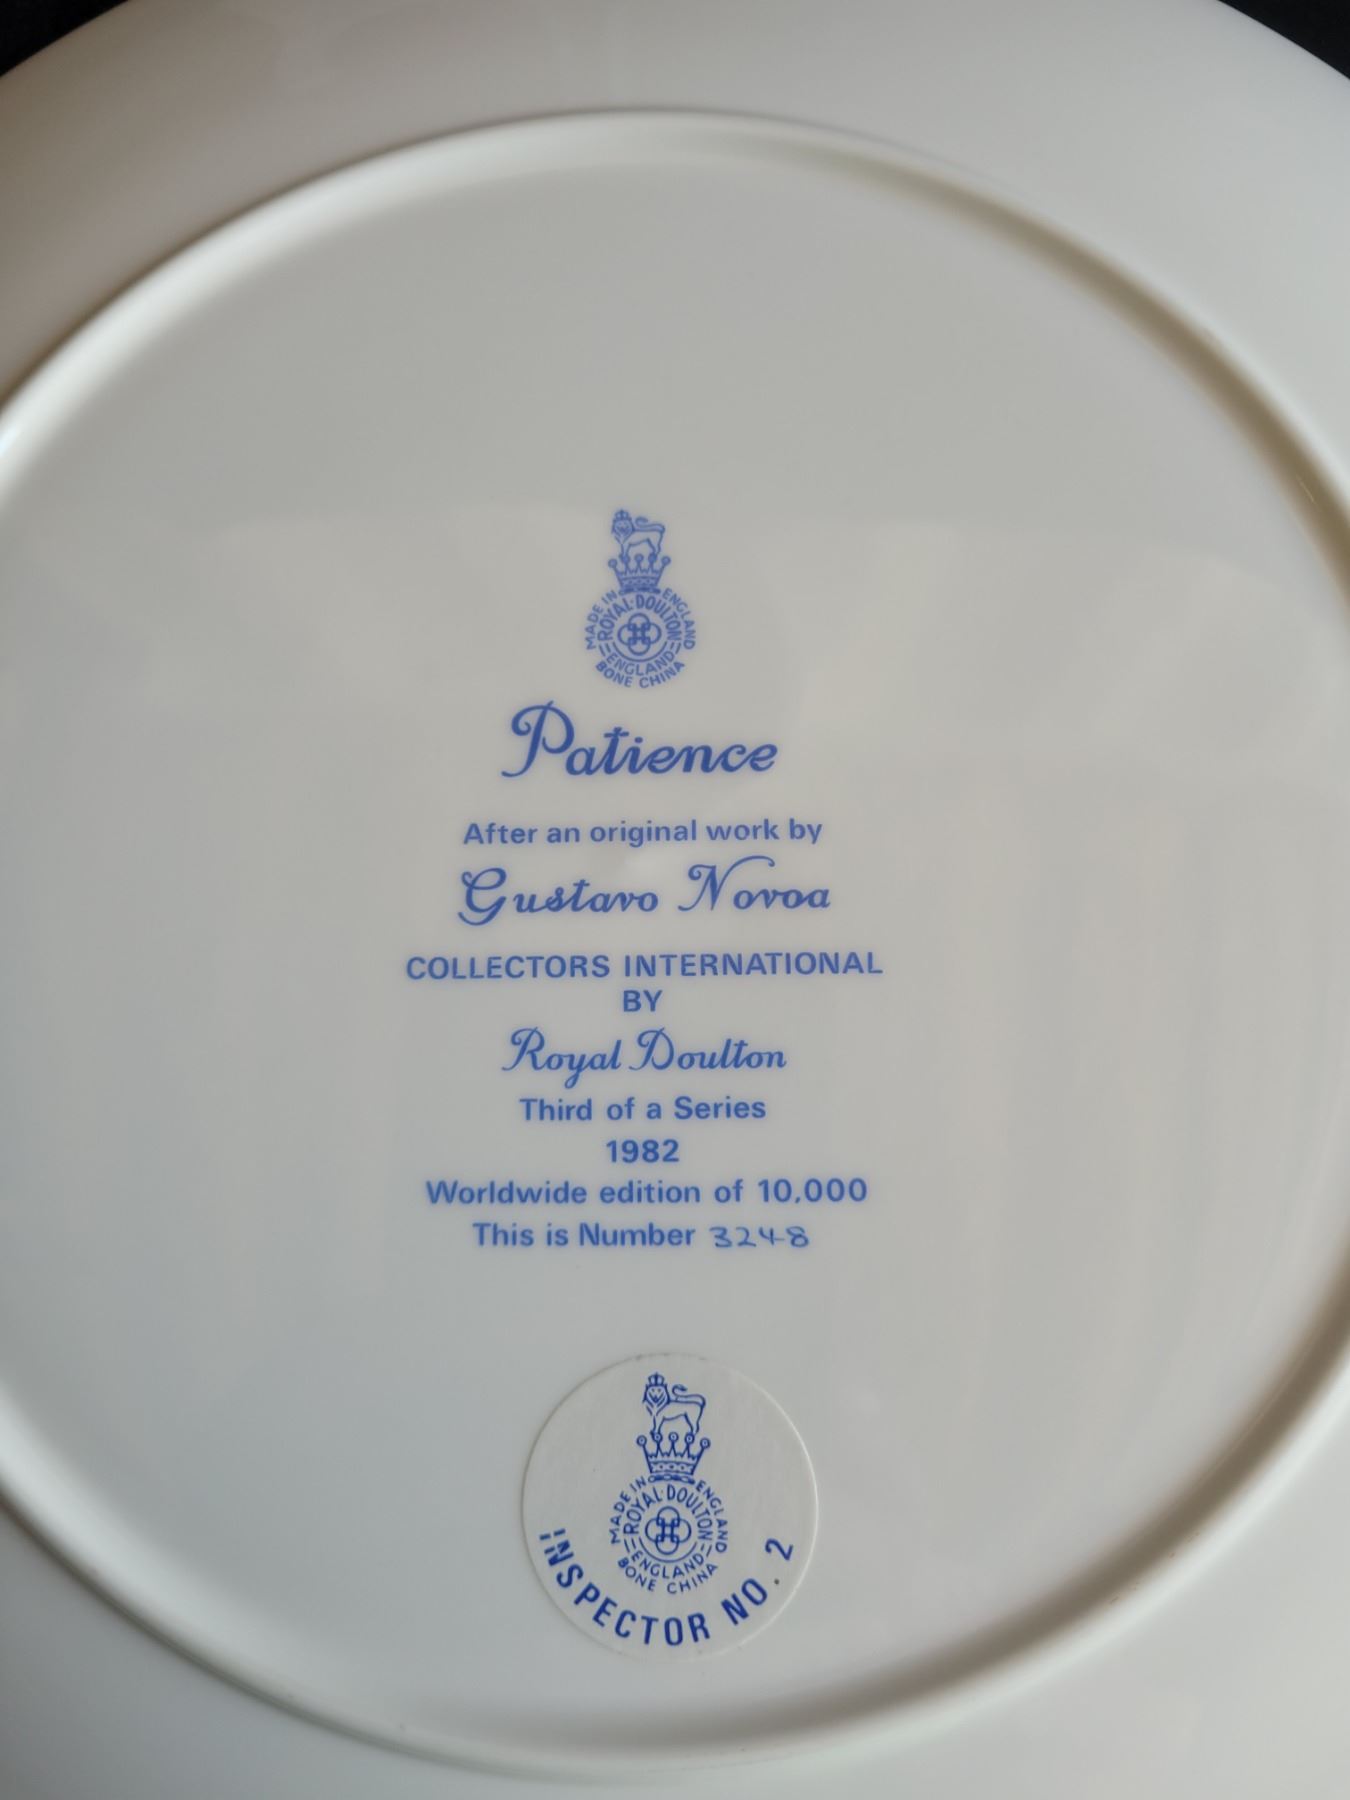 MADE IN ENGLAND
ROYAL·DOULTON
ENGLAND
BONE CHINA
Patience
After an original work by
Gustavo Novoa
COLLECTORS INTERNATIONAL
BY
Royal Doulton
Third of a Series
1982
Worldwide edition of 10,000
This is Number 3248
MADE IN ENGLAND
ROYAL·DOULTON
ENGLAND
BONE CHINA
INSPECTOR NO. 2